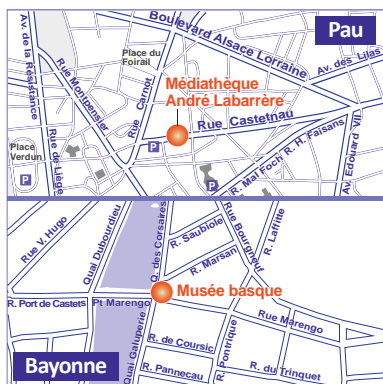 Pau
Boulevard Alsace Lorraine
Av. des Lilas
Av. de la Résistance
Rue Montpensier
Place du
Foirail
Rue Carnot
Médiathèque
André Labarrère
Rue Castetnau
R. H. Faisans
R. Mal Foch
Av. Edouard VII
Place
Verdun
Rue de Liège
P
P
P
Rue V. Hugo
Quai Dubourdieu
Q. des Corsaires
R. Saubiole
R. Marsan
Rue Bourgneuf
R. Laffitte
Musée basque
R. Port de Castets
Pt Marengo
Rue Marengo
Quai Galuperie
R. de Coursic
R. Pontrique
R. Pannecau
R. du Trinquet
Bayonne